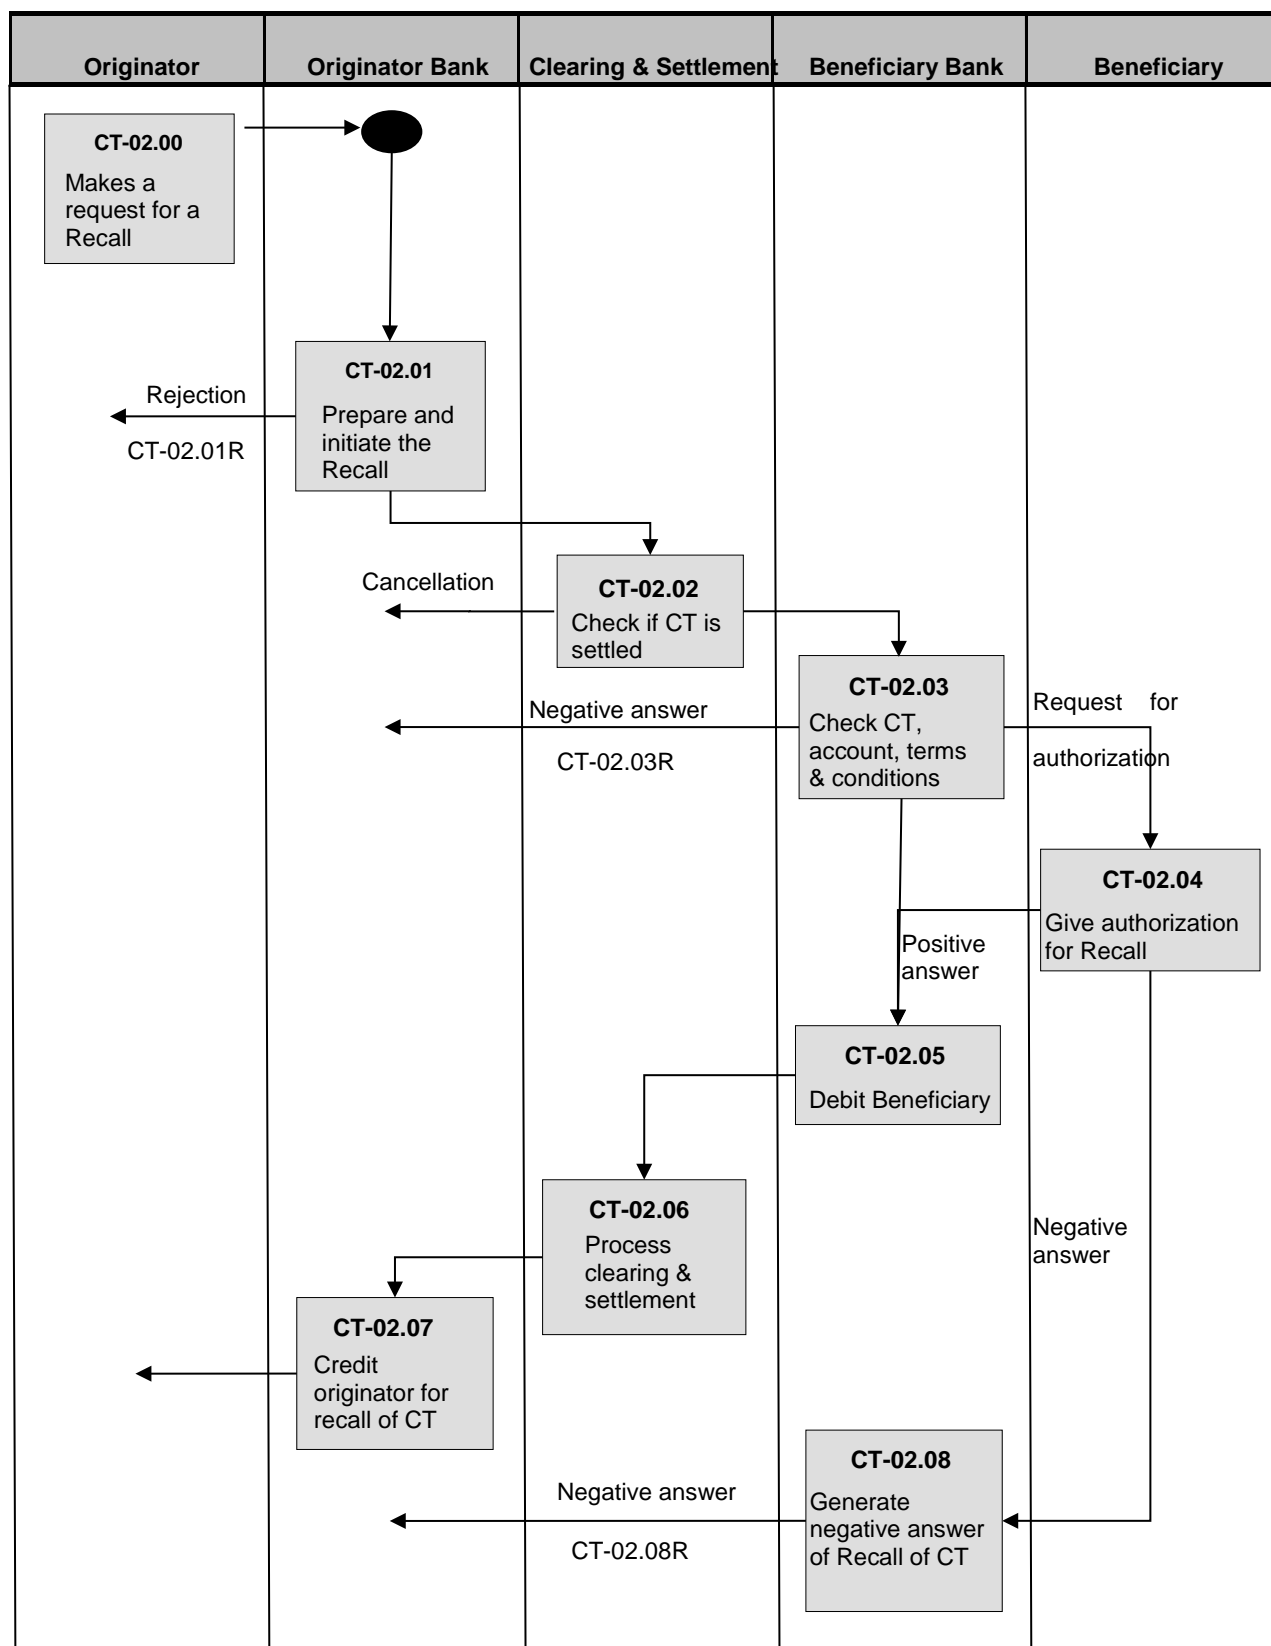 Originator
Originator Bank
Clearing & Settlement
Beneficiary Bank
Beneficiary
CT-02.00
Makes a
request for a
Recall
CT-02.01
Prepare and
initiate the
Recall
Rejection
CT-02.01R
Cancellation
CT-02.02
Check if CT is
settled
CT-02.03
Check CT,
account, terms
& conditions
Negative answer
CT-02.03R
Request for
authorization
CT-02.04
Give authorization
for Recall
Positive
answer
CT-02.05
Debit Beneficiary
CT-02.06
Process
clearing &
settlement
Negative
answer
CT-02.07
Credit
originator for
recall of CT
CT-02.08
Generate
negative answer
of Recall of CT
Negative answer
CT-02.08R